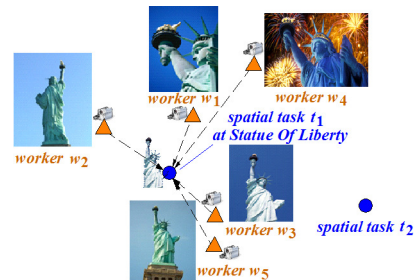 worker w1
worker w4
spatial task t1
at Statue Of Liberty
worker w2
worker w3
spatial task t2
worker w5